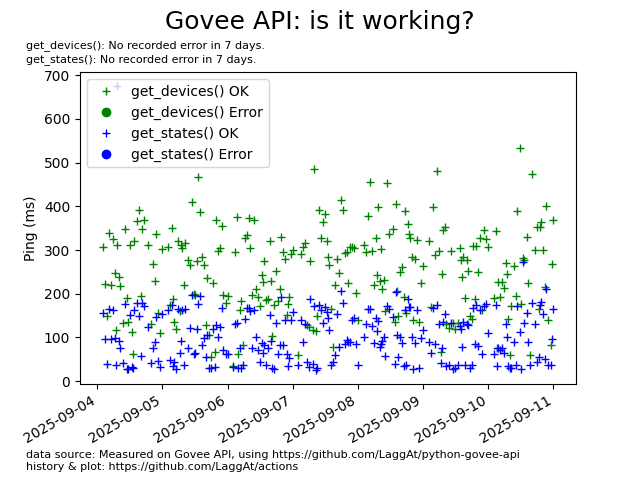 Govee API: is it working?
get_devices(): No recorded error in 7 days.
get_states(): No recorded error in 7 days.
700
600
500
400
300
200
100
0
Ping (ms)
get_devices() OK
get_devices() Error
get_states() OK
get_states() Error
2025-09-04
2025-09-05
2025-09-06
2025-09-07
2025-09-08
2025-09-09
2025-09-10
2025-09-11
data source: Measured on Govee API, using https://github.com/LaggAt/python-govee-api
history & plot: https://github.com/LaggAt/actions